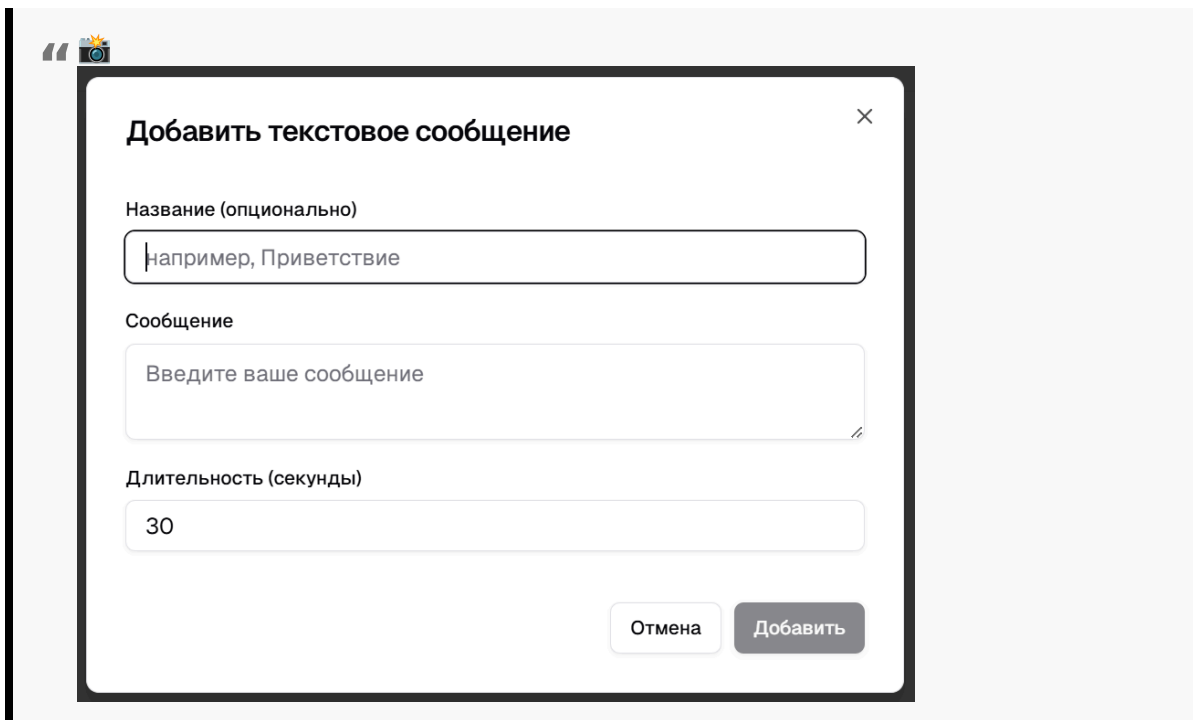 “ 📸
Добавить текстовое сообщение
Название (опционально)
например, Приветствие
Сообщение
Введите ваше сообщение
Длительность (секунды)
30
Отмена
Добавить